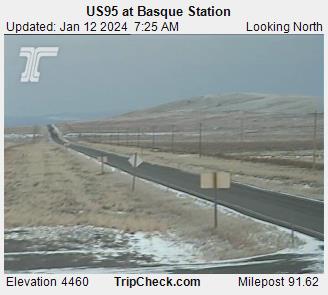 US95 at Basque Station
Updated: Jan 12 2024 7:25 AM Looking North
Elevation 4460 TripCheck.com Milepost 91.62